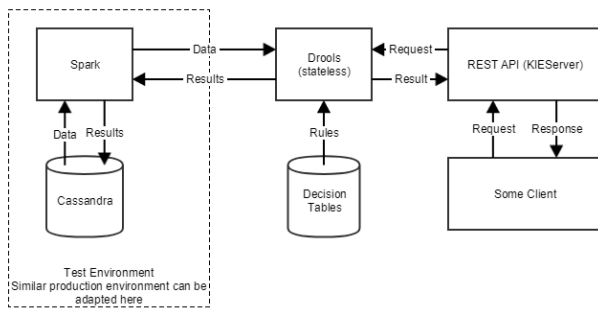 Spark
Data
Results
Drools
(stateless)
Request
Result
REST API (KIEServer)
Data
Results
Rules
Request
Response
Cassandra
Decision
Tables
Some Client
Test Environment
Similar production environment can be
adapted here